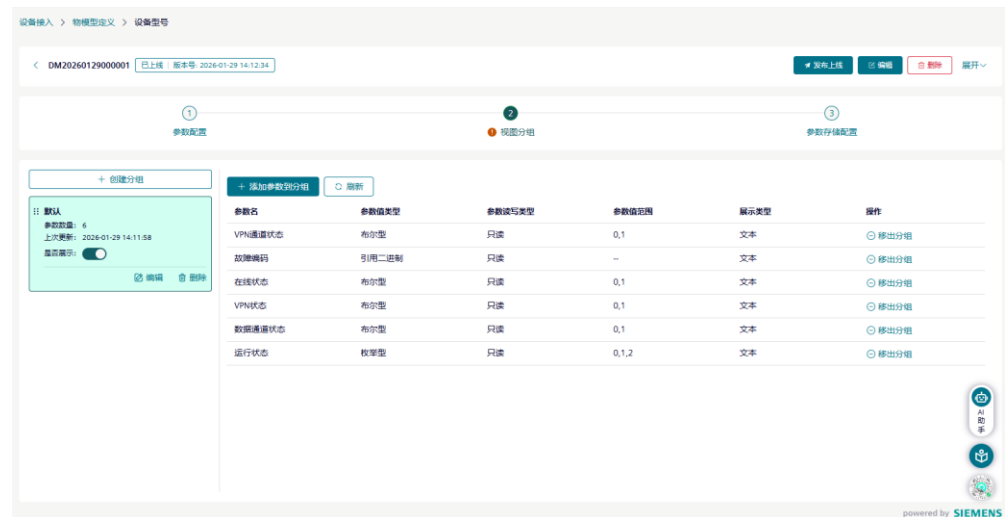 设备接入 > 物模型定义 > 设备型号
DM20260129000001 已上线 版本号: 2026-01-29 14:12:34 发布上线 编辑 删除 展开
1 2 3
参数配置 视图分组 参数存储配置
+ 创建分组
+ 添加参数到分组 刷新
默认
参数数量: 6
上次更新: 2026-01-29 14:11:58
是否展示:
编辑 删除
参数名 参数值类型 参数读写类型 参数值范围 展示类型 操作
VPN通道状态 布尔型 只读 0,1 文本 移出分组
故障编码 引用二进制 只读 -- 文本 移出分组
在线状态 布尔型 只读 0,1 文本 移出分组
VPN状态 布尔型 只读 0,1 文本 移出分组
数据通道状态 布尔型 只读 0,1 文本 移出分组
运行状态 枚举型 只读 0,1,2 文本 移出分组
AI
助
手
powered by SIEMENS